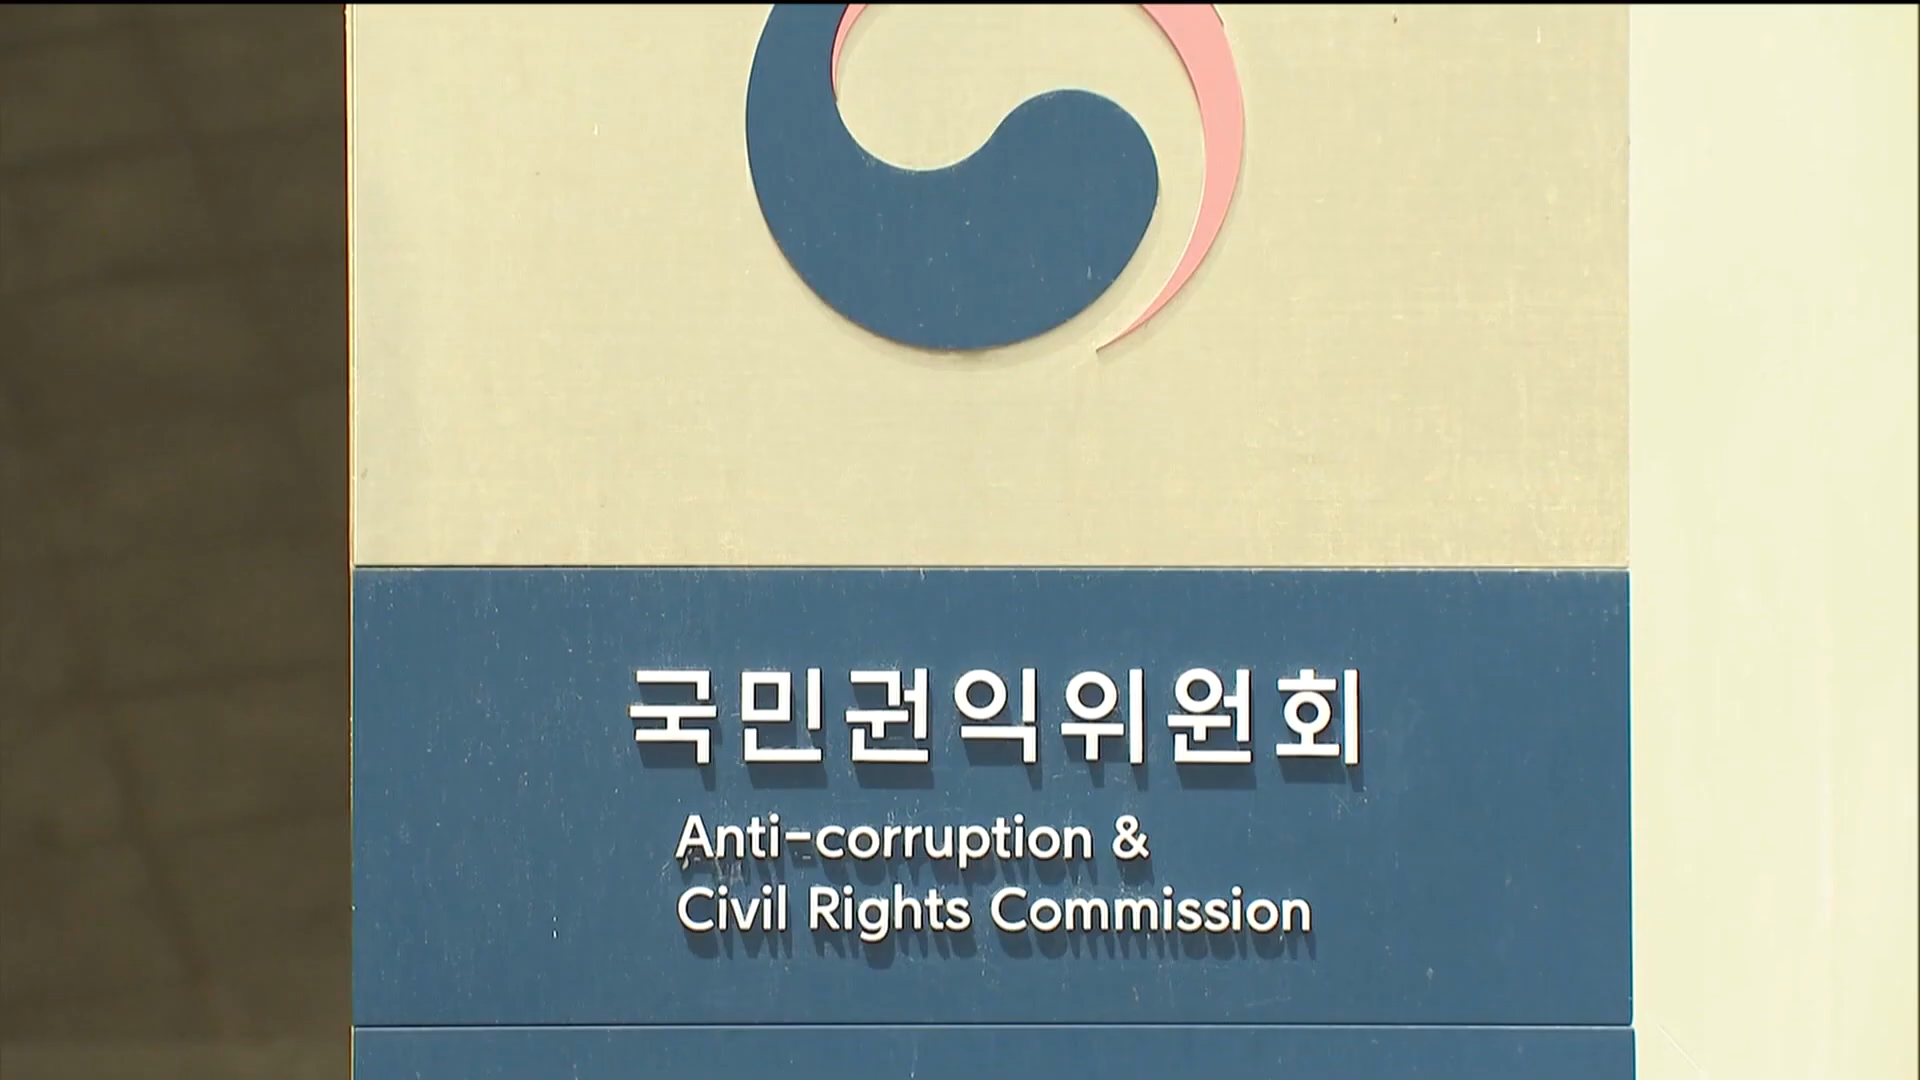 국민권익위원회
Anti-corruption &
Civil Rights Commission